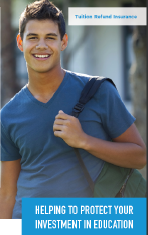 Tuition Refund Insurance
HELPING TO PROTECT YOUR
INVESTMENT IN EDUCATION